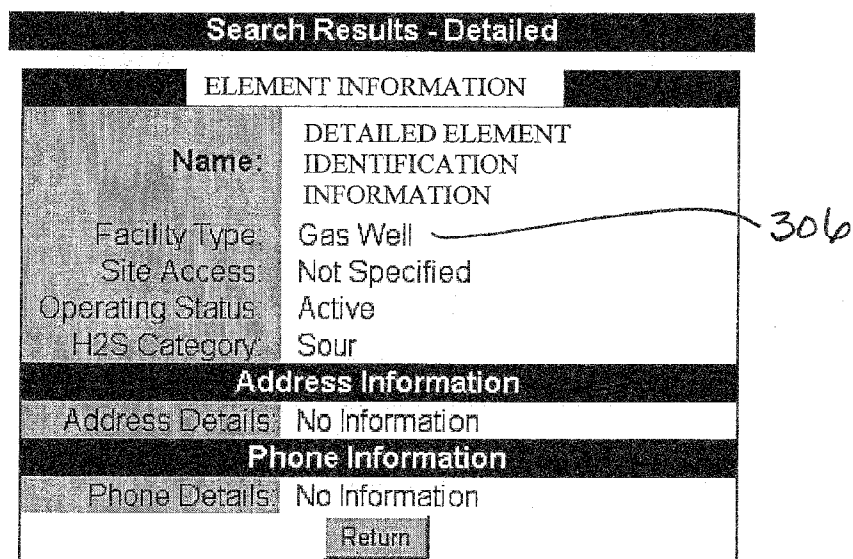 Search Results - Detailed
ELEMENT INFORMATION
Name: DETAILED ELEMENT
IDENTIFICATION
INFORMATION
Facility Type: Gas Well
306
Site Access: Not Specified
Operating Status: Active
H2S Category: Sour
Address Information
Address Details: No Information
Phone Information
Phone Details: No Information
Return